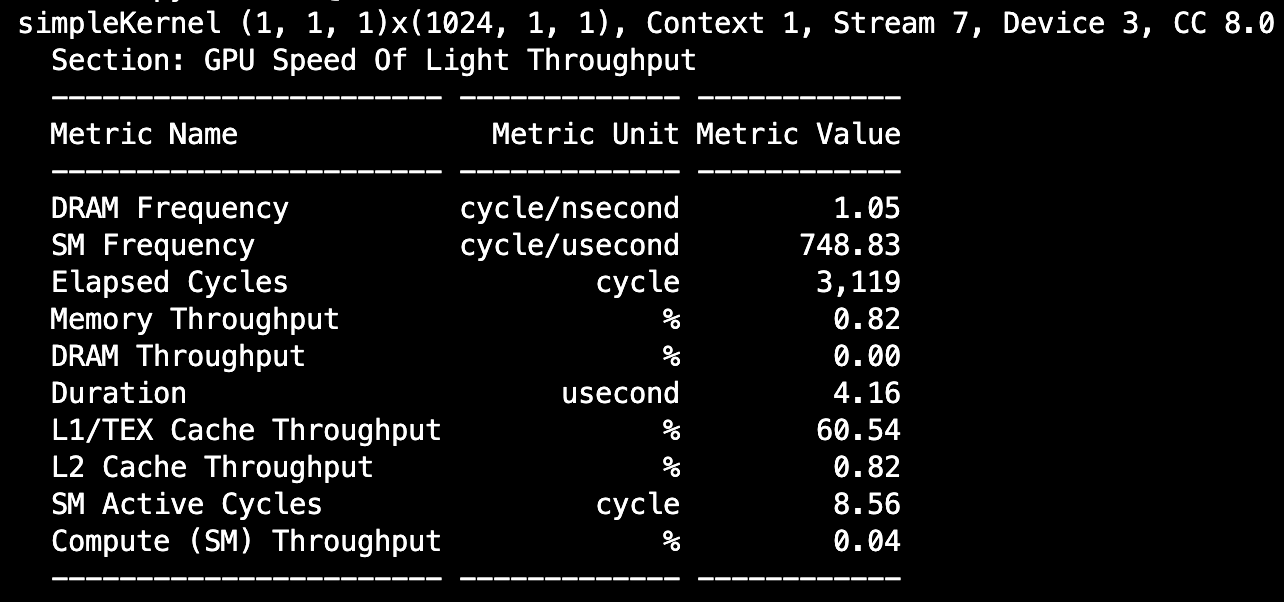 simpleKernel (1, 1, 1)x(1024, 1, 1), Context 1, Stream 7, Device 3, CC 8.0
Section: GPU Speed Of Light Throughput
----------------------- ------------- ------------
Metric Name Metric Unit Metric Value
----------------------- ------------- ------------
DRAM Frequency cycle/nsecond 1.05
SM Frequency cycle/usecond 748.83
Elapsed Cycles cycle 3,119
Memory Throughput % 0.82
DRAM Throughput % 0.00
Duration usecond 4.16
L1/TEX Cache Throughput % 60.54
L2 Cache Throughput % 0.82
SM Active Cycles cycle 8.56
Compute (SM) Throughput % 0.04
----------------------- ------------- ------------